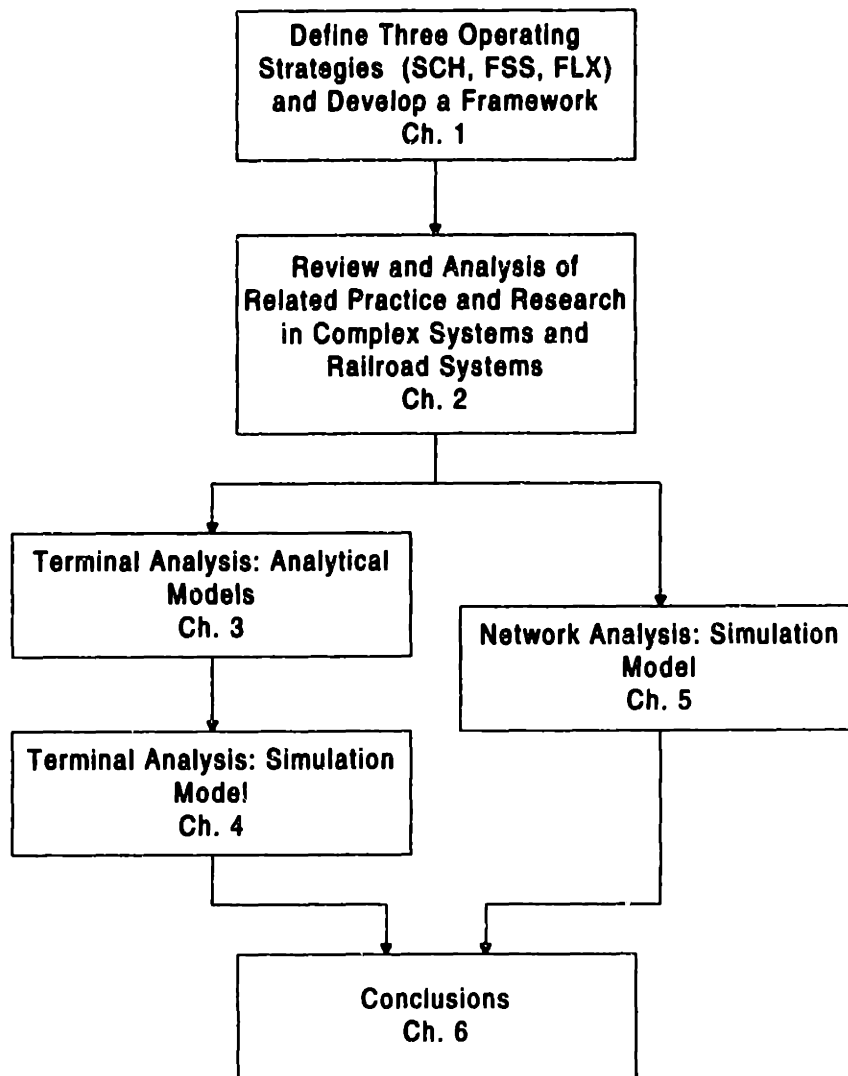 Define Three Operating
Strategies (SCH, FSS, FLX)
and Develop a Framework
Ch. 1
Review and Analysis of
Related Practice and Research
in Complex Systems and
Railroad Systems
Ch. 2
Terminal Analysis: Analytical
Models
Ch. 3
Terminal Analysis: Simulation
Model
Ch. 4
Network Analysis: Simulation
Model
Ch. 5
Conclusions
Ch. 6